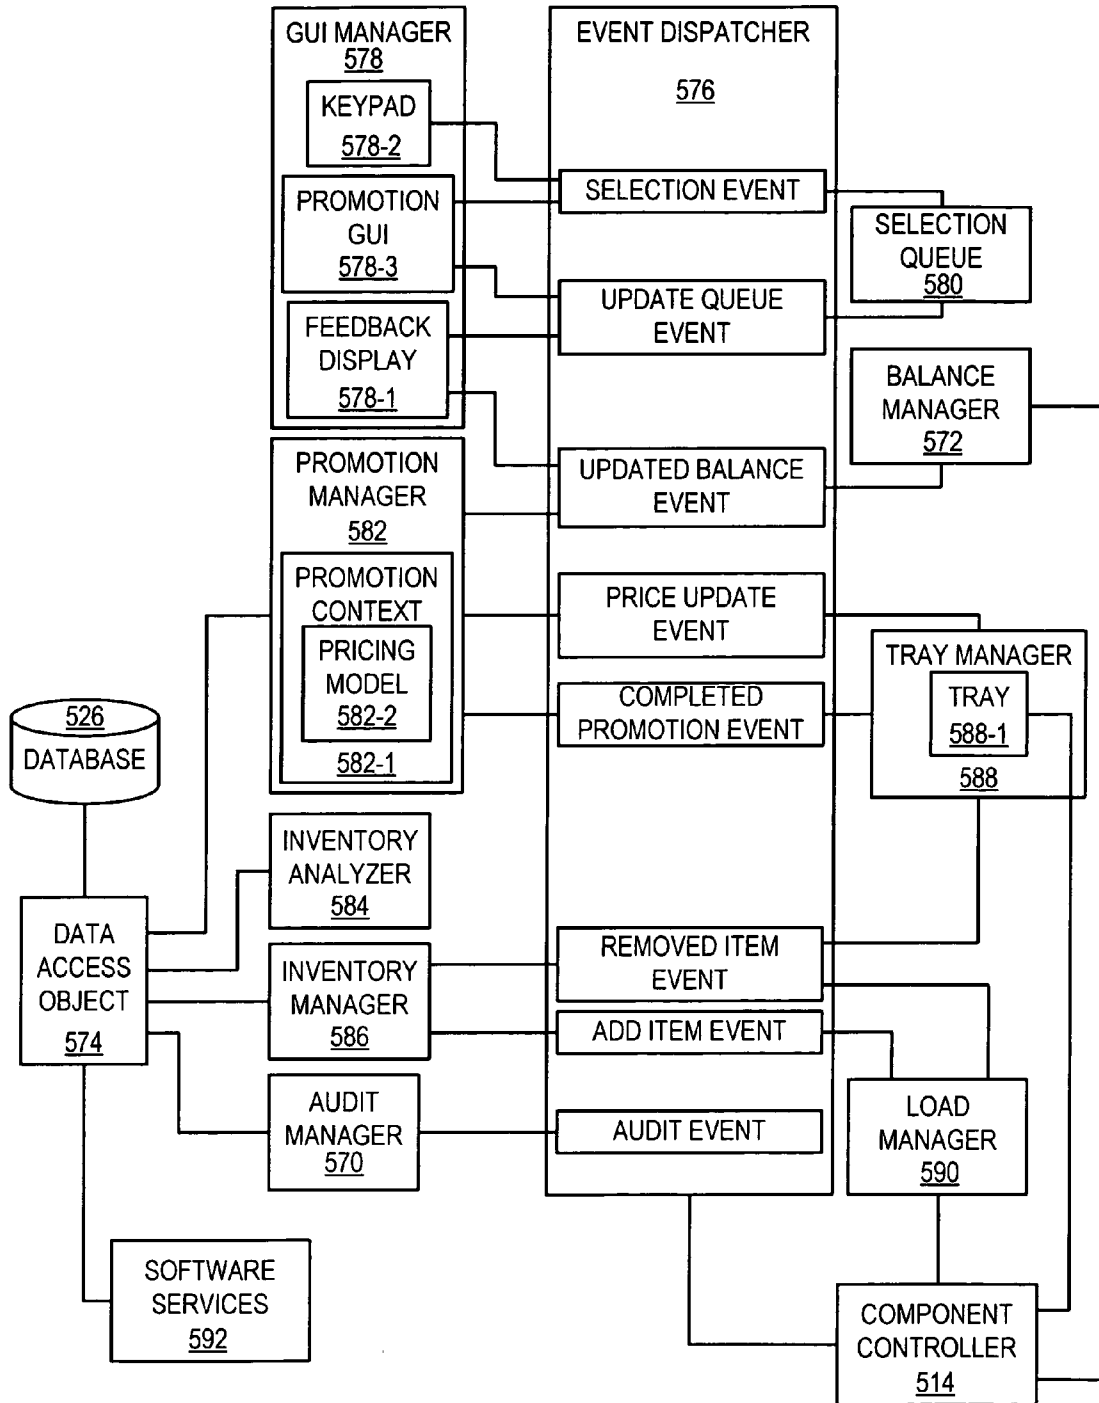 GUI MANAGER
578
KEYPAD
578-2
PROMOTION
GUI
578-3
FEEDBACK
DISPLAY
578-1
EVENT DISPATCHER
576
SELECTION EVENT
UPDATE QUEUE
EVENT
UPDATED BALANCE
EVENT
PRICE UPDATE
EVENT
COMPLETED
PROMOTION EVENT
REMOVED ITEM
EVENT
ADD ITEM EVENT
AUDIT EVENT
SELECTION
QUEUE
580
BALANCE
MANAGER
572
PROMOTION
MANAGER
582
PROMOTION
CONTEXT
PRICING
MODEL
582-2
582-1
TRAY MANAGER
TRAY
588-1
588
526
DATABASE
INVENTORY
ANALYZER
584
DATA
ACCESS
OBJECT
574
INVENTORY
MANAGER
586
AUDIT
MANAGER
570
LOAD
MANAGER
590
SOFTWARE
SERVICES
592
COMPONENT
CONTROLLER
514